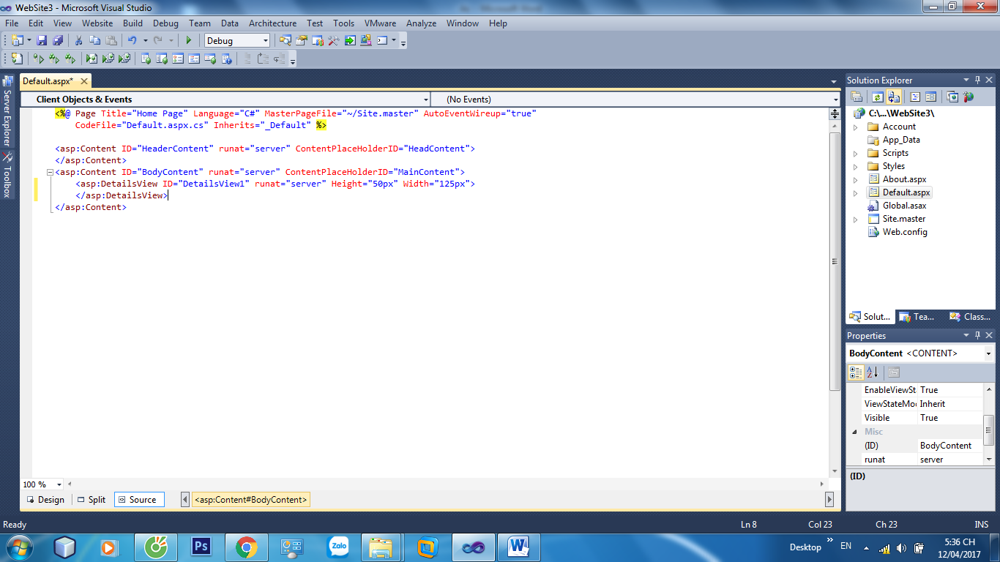 WebSite3 - Microsoft Visual Studio
File Edit View Website Build Debug Team Data Architecture Test Tools VMware Analyze Window Help
Debug
Server Explorer
Toolbox
Default.aspx*
Client Objects & Events (No Events)
<%@ Page Title="Home Page" Language="C#" MasterPageFile="~/Site.master" AutoEventWireup="true"
CodeFile="Default.aspx.cs" Inherits="_Default" %>
<asp:Content ID="HeaderContent" runat="server" ContentPlaceHolderID="HeadContent">
</asp:Content>
<asp:Content ID="BodyContent" runat="server" ContentPlaceHolderID="MainContent">
<asp:DetailsView ID="DetailsView1" runat="server" Height="50px" Width="125px">
</asp:DetailsView>
</asp:Content>
100 %
Design Split Source <asp:Content#BodyContent>
Solution Explorer
C:\...\WebSite3\
Account
App_Data
Scripts
Styles
About.aspx
Default.aspx
Global.asax
Site.master
Web.config
Solut... Tea... Class...
Properties
BodyContent <CONTENT>
EnableViewSt True
ViewStateMo Inherit
Visible True
Misc
(ID) BodyContent
runat server
(ID)
Ready Ln 8 Col 23 Ch 23 INS
Ps Zalo W Desktop EN 5:36 CH
12/04/2017